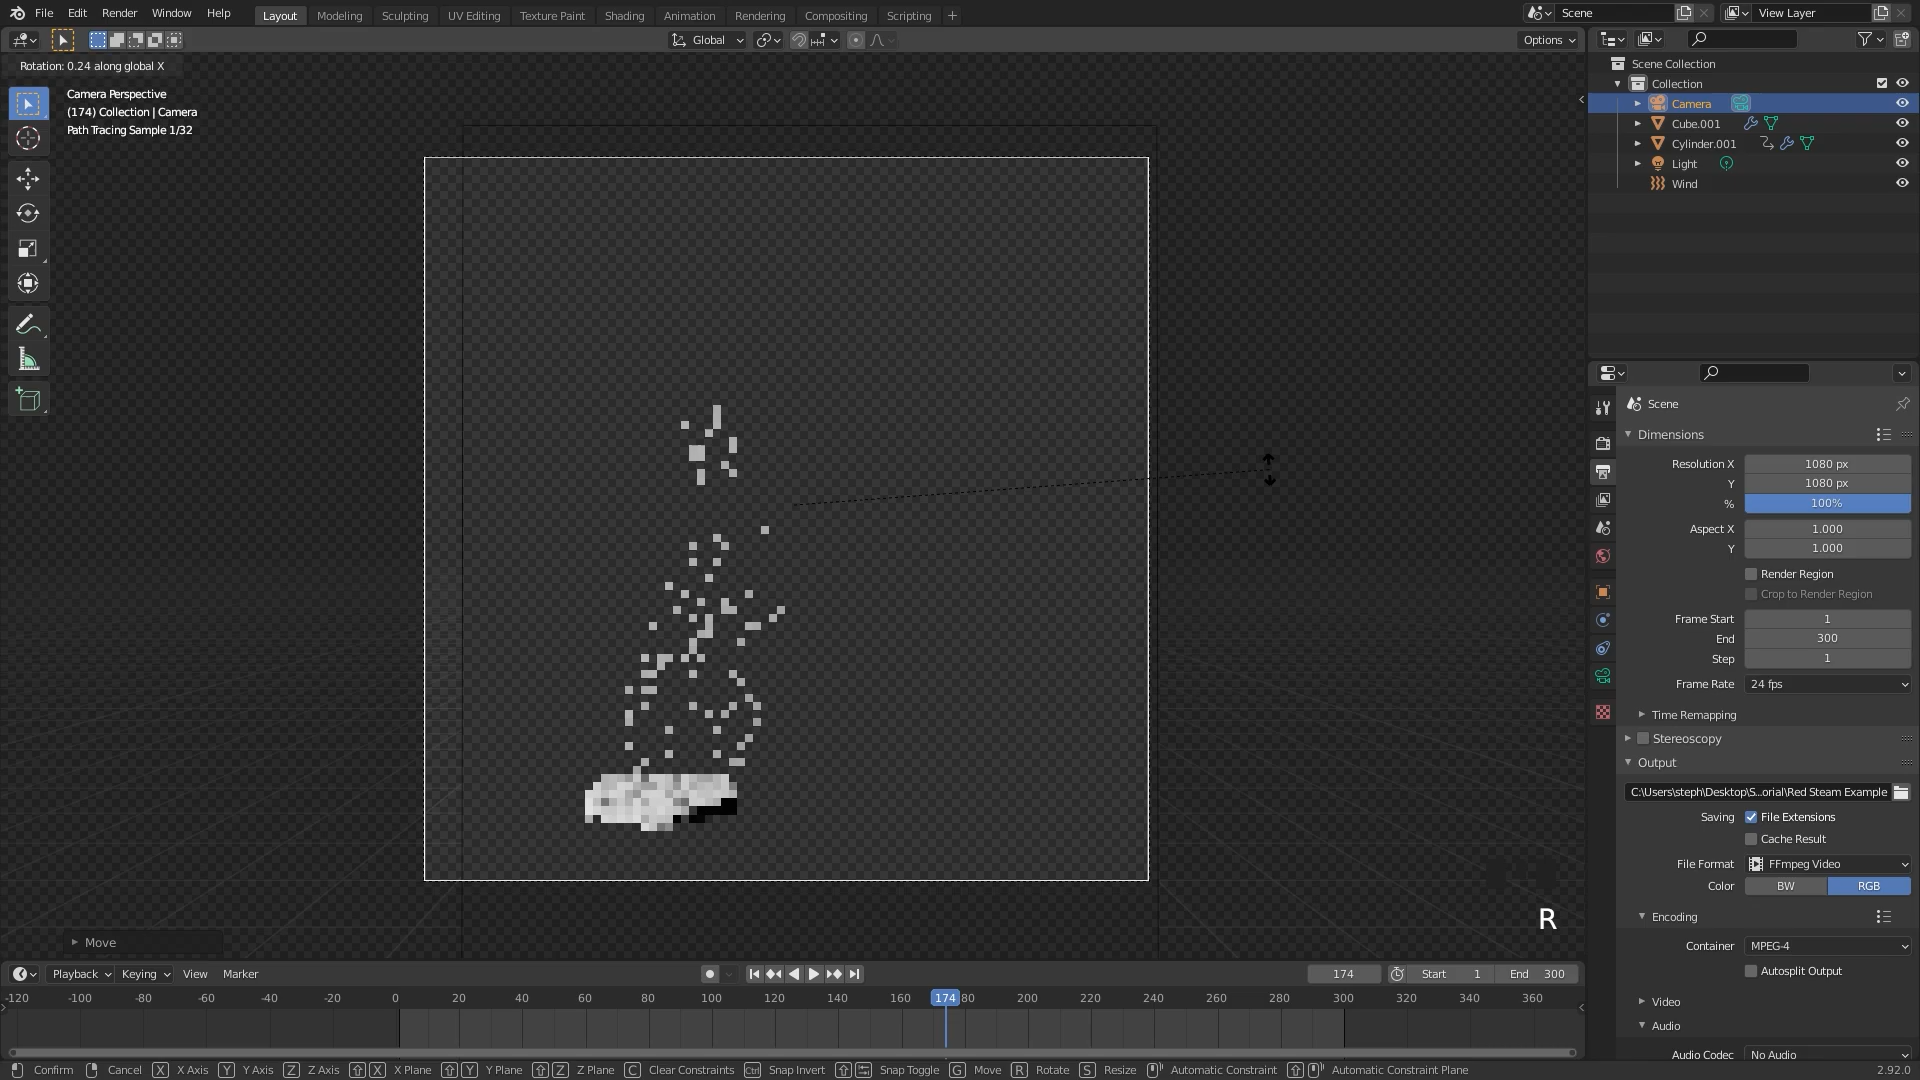 File Edit Render Window Help Layout Modeling Sculpting UV Editing Texture Paint Shading Animation Rendering Compositing Scripting + Scene View Layer
Global Options
Rotation: 0.24 along global X
Camera Perspective
(174) Collection | Camera
Path Tracing Sample 1/32
Scene Collection
Collection
Camera
Cube.001
Cylinder.001
Light
Wind
Scene
Dimensions
Resolution X 1080 px
Y 1080 px
% 100%
Aspect X 1.000
Y 1.000
Render Region
Crop to Render Region
Frame Start 1
End 300
Step 1
Frame Rate 24 fps
Time Remapping
Stereoscopy
Output
C:\Users\steph\Desktop\S...orial\Red Steam Example
Saving File Extensions
Cache Result
File Format FFmpeg Video
Color BW RGB
Encoding
Container MPEG-4
Autosplit Output
Video
Audio
Audio Codec No Audio
R
Move
Playback Keying View Marker 174 Start 1 End 300
-120 -100 -80 -60 -40 -20 0 20 40 60 80 100 120 140 160 174 80 200 220 240 260 280 300 320 340 360
Confirm Cancel X X Axis Y Y Axis Z Z Axis X X Plane Y Y Plane Z Z Plane C Clear Constraints Ctrl Snap Invert Snap Toggle G Move R Rotate S Resize Automatic Constraint Automatic Constraint Plane 2.92.0